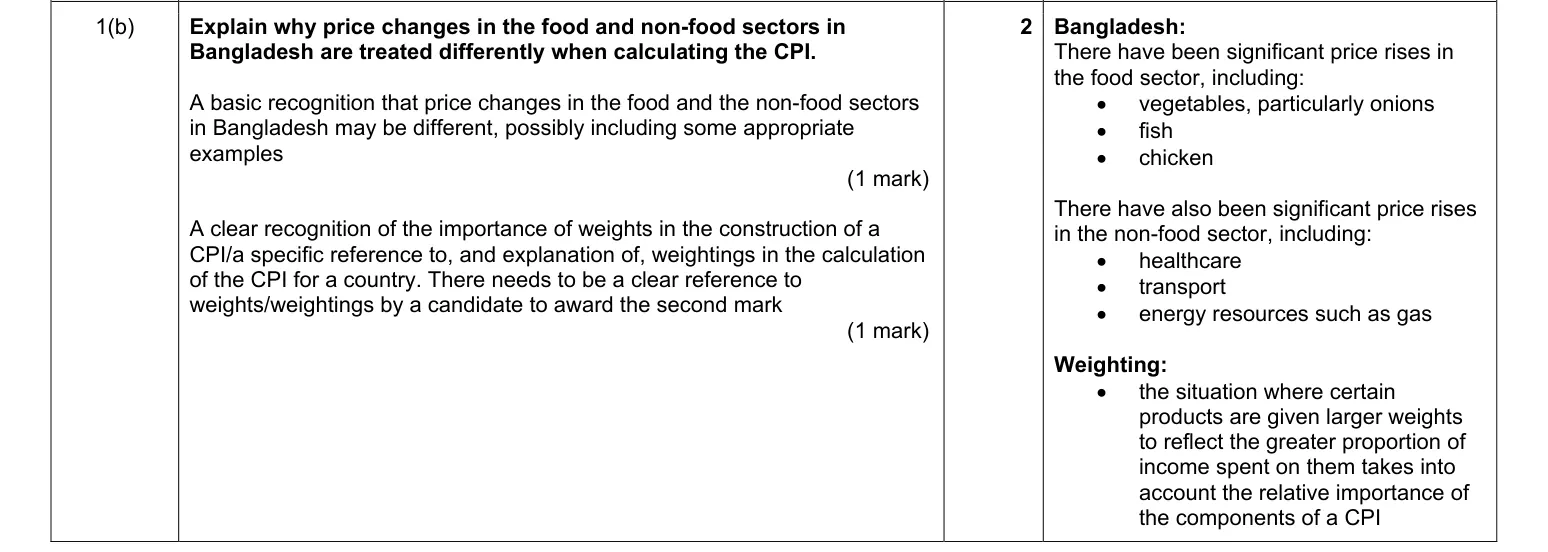 1(b)
Explain why price changes in the food and non-food sectors in
Bangladesh are treated differently when calculating the CPI.
A basic recognition that price changes in the food and the non-food sectors
in Bangladesh may be different, possibly including some appropriate
examples
(1 mark)
A clear recognition of the importance of weights in the construction of a
CPI/a specific reference to, and explanation of, weightings in the calculation
of the CPI for a country. There needs to be a clear reference to
weights/weightings by a candidate to award the second mark
(1 mark)
2
Bangladesh:
There have been significant price rises in
the food sector, including:
• vegetables, particularly onions
• fish
• chicken
There have also been significant price rises
in the non-food sector, including:
• healthcare
• transport
• energy resources such as gas
Weighting:
• the situation where certain
products are given larger weights
to reflect the greater proportion of
income spent on them takes into
account the relative importance of
the components of a CPI